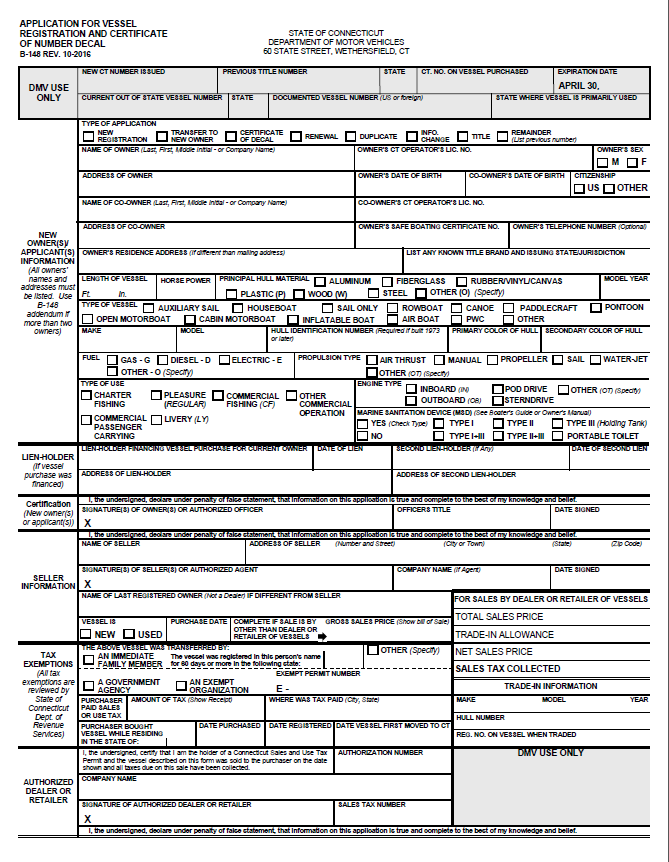 APPLICATION FOR VESSEL
REGISTRATION AND CERTIFICATE
OF NUMBER DECAL
B-148 REV. 10-2016
STATE OF CONNECTICUT
DEPARTMENT OF MOTOR VEHICLES
60 STATE STREET, WETHERSFIELD, CT
DMV USE
ONLY
NEW CT NUMBER ISSUED
PREVIOUS TITLE NUMBER
STATE
CT. NO. ON VESSEL PURCHASED
EXPIRATION DATE
APRIL 30,
CURRENT OUT OF STATE VESSEL NUMBER
STATE
DOCUMENTED VESSEL NUMBER (US or foreign)
STATE WHERE VESSEL IS PRIMARILY USED
NEW
OWNER(S)/
APPLICANT(S)
INFORMATION
(All owners'
names and
addresses must
be listed. Use
B-148
addendum if
more than two
owners)
TYPE OF APPLICATION
NEW
REGISTRATION
TRANSFER TO
NEW OWNER
CERTIFICATE
OF DECAL
RENEWAL
DUPLICATE
INFO.
CHANGE
TITLE
REMAINDER
(List previous number)
NAME OF OWNER (Last, First, Middle Initial - or Company Name)
OWNER'S CT OPERATOR'S LIC. NO.
OWNER'S SEX
M F
ADDRESS OF OWNER
OWNER'S DATE OF BIRTH
CO-OWNER'S DATE OF BIRTH
CITIZENSHIP
US OTHER
NAME OF CO-OWNER (Last, First, Middle Initial - or Company Name)
CO-OWNER'S CT OPERATOR'S LIC. NO.
ADDRESS OF CO-OWNER
OWNER'S SAFE BOATING CERTIFICATE NO.
OWNER'S TELEPHONE NUMBER (Optional)
OWNER'S RESIDENCE ADDRESS (If different than mailing address)
LIST ANY KNOWN TITLE BRAND AND ISSUING STATE/JURISDICTION
LENGTH OF VESSEL
Ft. In.
HORSE POWER
PRINCIPAL HULL MATERIAL
ALUMINUM
FIBERGLASS
RUBBER/VINYL/CANVAS
PLASTIC (P)
WOOD (W)
STEEL
OTHER (O) (Specify)
MODEL YEAR
TYPE OF VESSEL
AUXILIARY SAIL
HOUSEBOAT
SAIL ONLY
ROWBOAT
CANOE
PADDLECRAFT
PONTOON
OPEN MOTORBOAT
CABIN MOTORBOAT
INFLATABLE BOAT
AIR BOAT
PWC
OTHER
MAKE
MODEL
HULL IDENTIFICATION NUMBER (Required if built 1973
or later)
PRIMARY COLOR OF HULL
SECONDARY COLOR OF HULL
FUEL
GAS - G
DIESEL - D
ELECTRIC - E
OTHER - O (Specify)
PROPULSION TYPE
AIR THRUST
MANUAL
PROPELLER
SAIL
WATER-JET
OTHER (OT) (Specify)
TYPE OF USE
CHARTER
FISHING
PLEASURE
(REGULAR)
COMMERCIAL
FISHING (CF)
OTHER
COMMERCIAL
OPERATION
COMMERCIAL
PASSENGER
CARRYING
LIVERY (LY)
ENGINE TYPE
INBOARD (IN)
POD DRIVE
OTHER (OT) (Specify)
OUTBOARD (OB)
STERNDRIVE
MARINE SANITATION DEVICE (MSD) (See Boater's Guide or Owner's Manual)
YES (Check Type)
TYPE I
TYPE II
TYPE III (Holding Tank)
NO
TYPE I+III
TYPE II+III
PORTABLE TOILET
LIEN-HOLDER
(If vessel
purchase was
financed)
LIEN-HOLDER FINANCING VESSEL PURCHASE FOR CURRENT OWNER
DATE OF LIEN
SECOND LIEN-HOLDER (If Any)
DATE OF SECOND LIEN
ADDRESS OF LIEN-HOLDER
ADDRESS OF SECOND LIEN-HOLDER
Certification
(New owner(s)
or applicant(s))
I, the undersigned, declare under penalty of false statement, that information on this application is true and complete to the best of my knowledge and belief.
SIGNATURE(S) OF OWNER(S) OR AUTHORIZED OFFICER
X
OFFICERS TITLE
DATE SIGNED
SELLER
INFORMATION
I, the undersigned, declare under penalty of false statement, that information on this application is true and complete to the best of my knowledge and belief.
NAME OF SELLER
ADDRESS OF SELLER (Number and Street) (City or Town) (State) (Zip Code)
SIGNATURE(S) OF SELLER(S) OR AUTHORIZED AGENT
X
COMPANY NAME (If Agent)
DATE SIGNED
NAME OF LAST REGISTERED OWNER (Not a Dealer) IF DIFFERENT FROM SELLER
VESSEL IS
NEW USED
PURCHASE DATE
COMPLETE IF SALE IS BY
OTHER THAN DEALER OR
RETAILER OF VESSELS
GROSS SALES PRICE (Show bill of Sale)
FOR SALES BY DEALER OR RETAILER OF VESSELS
TOTAL SALES PRICE
TRADE-IN ALLOWANCE
NET SALES PRICE
SALES TAX COLLECTED
TRADE-IN INFORMATION
MAKE MODEL YEAR
HULL NUMBER
REG. NO. ON VESSEL WHEN TRADED
TAX
EXEMPTIONS
(All tax
exemptions are
reviewed by
State of
Connecticut
Dept. of
Revenue
Services)
THE ABOVE VESSEL WAS TRANSFERRED BY:
AN IMMEDIATE
FAMILY MEMBER
The vessel was registered in this person's name
for 60 days or more in the following state:
OTHER (Specify)
A GOVERNMENT
AGENCY
AN EXEMPT
ORGANIZATION
EXEMPT PERMIT NUMBER
E -
PURCHASER
PAID SALES
OR USE TAX
AMOUNT OF TAX (Show Receipt)
WHERE WAS TAX PAID (City, State)
PURCHASER BOUGHT
VESSEL WHILE RESIDING
IN THE STATE OF:
DATE PURCHASED
DATE REGISTERED
DATE VESSEL FIRST MOVED TO CT
AUTHORIZED
DEALER OR
RETAILER
I, the undersigned, certify that I am the holder of a Connecticut Sales and Use Tax
Permit and the vessel described on this form was sold to the purchaser on the date
shown and all taxes due on this sale have been collected.
AUTHORIZATION NUMBER
COMPANY NAME
SIGNATURE OF AUTHORIZED DEALER OR RETAILER
X
SALES TAX NUMBER
I, the undersigned, declare under penalty of false statement, that information on this application is true and complete to the best of my knowledge and belief.
DMV USE ONLY